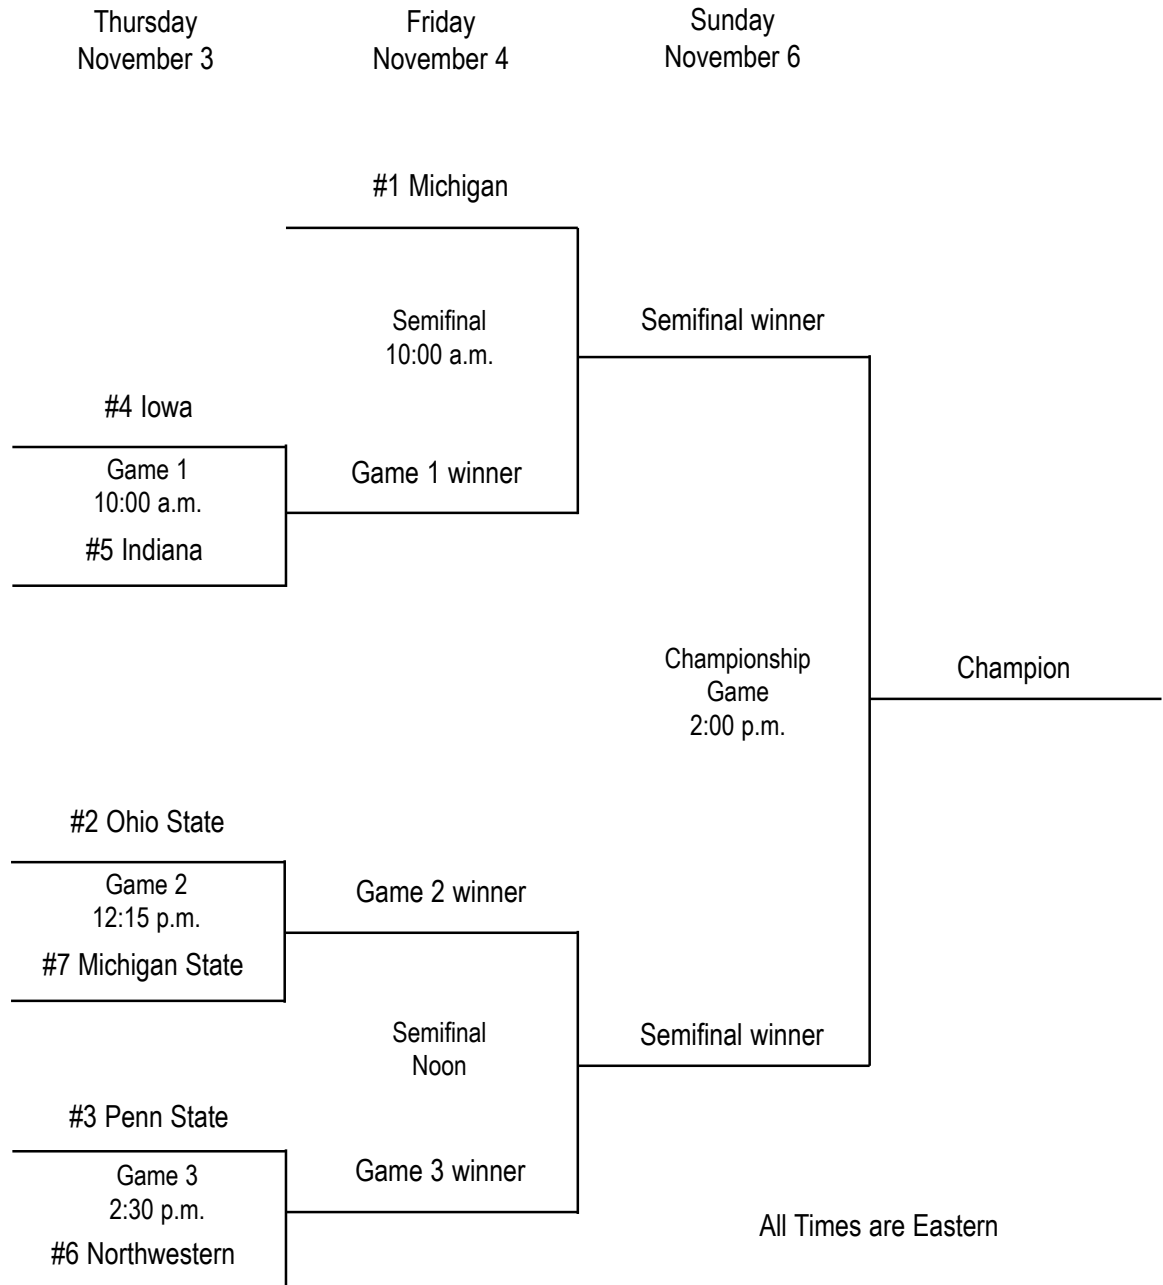 Thursday
November 3
Friday
November 4
Sunday
November 6
#1 Michigan
Semifinal
10:00 a.m.
Semifinal winner
#4 Iowa
Game 1
10:00 a.m.
Game 1 winner
#5 Indiana
Championship
Game
2:00 p.m.
Champion
#2 Ohio State
Game 2
12:15 p.m.
Game 2 winner
#7 Michigan State
Semifinal
Noon
Semifinal winner
#3 Penn State
Game 3
2:30 p.m.
Game 3 winner
#6 Northwestern
All Times are Eastern